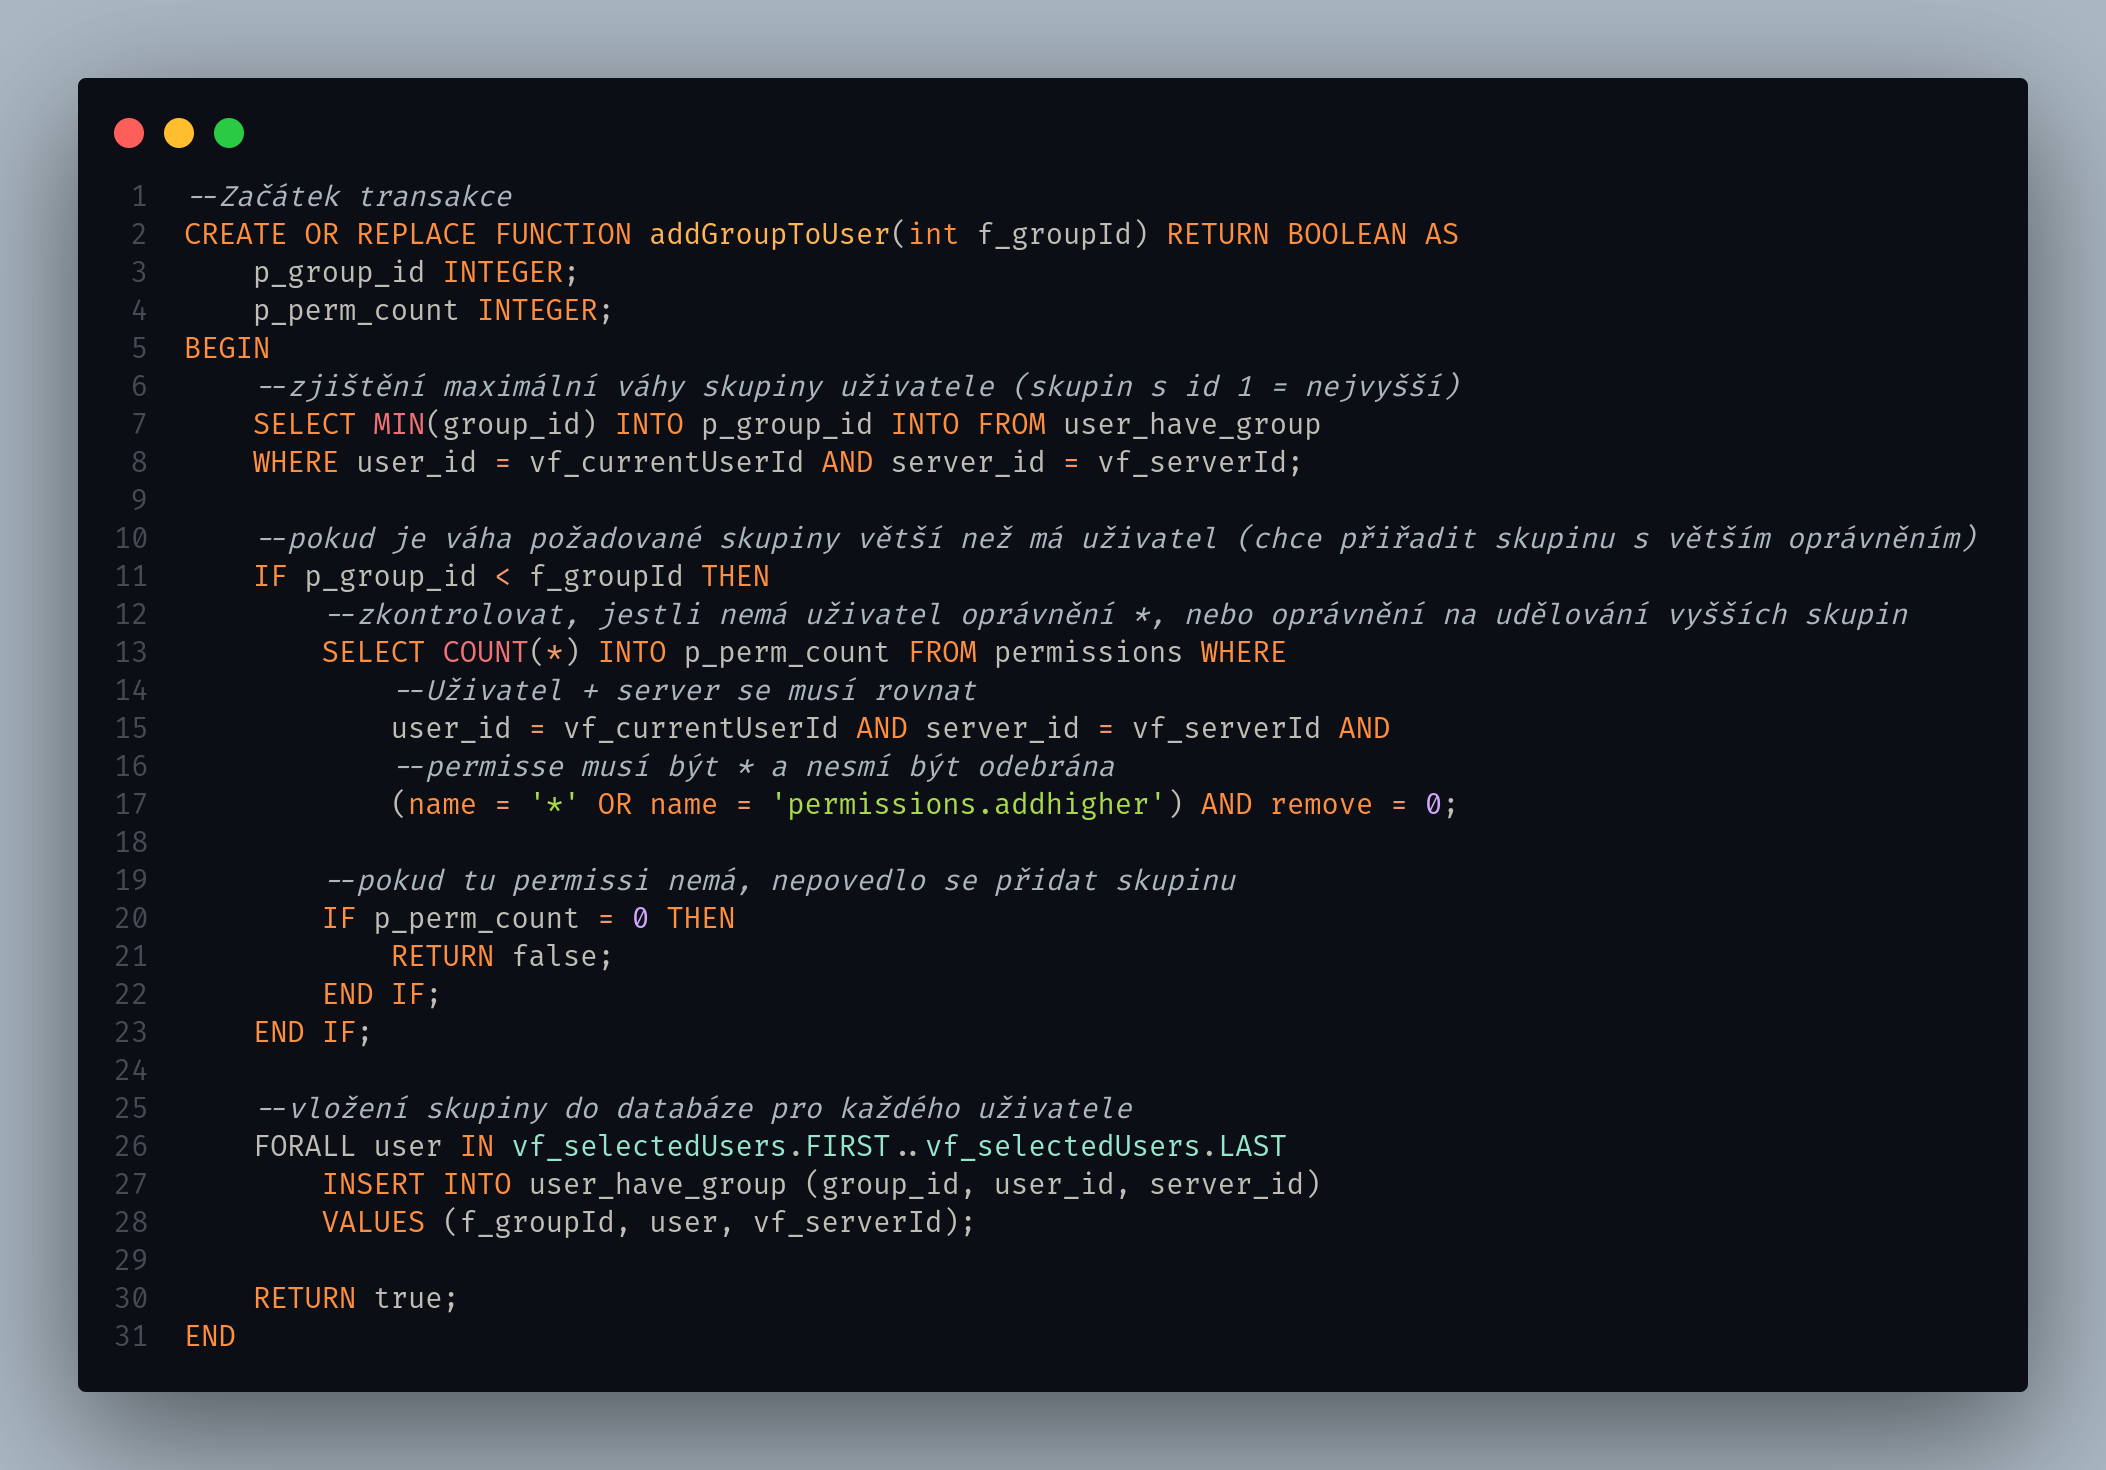 1 --Začátek transakce
2 CREATE OR REPLACE FUNCTION addGroupToUser(int f_groupId) RETURN BOOLEAN AS
3     p_group_id INTEGER;
4     p_perm_count INTEGER;
5 BEGIN
6     --zjištění maximální váhy skupiny uživatele (skupin s id 1 = nejvyšší)
7     SELECT MIN(group_id) INTO p_group_id INTO FROM user_have_group
8     WHERE user_id = vf_currentUserId AND server_id = vf_serverId;
9
10     --pokud je váha požadované skupiny větší než má uživatel (chce přiřadit skupinu s větším oprávněním)
11     IF p_group_id < f_groupId THEN
12         --zkontrolovat, jestli nemá uživatel oprávnění *, nebo oprávnění na udělování vyšších skupin
13         SELECT COUNT(*) INTO p_perm_count FROM permissions WHERE
14             --Uživatel + server se musí rovnat
15             user_id = vf_currentUserId AND server_id = vf_serverId AND
16             --permisse musí být * a nesmí být odebrána
17             (name = '*' OR name = 'permissions.addhigher') AND remove = 0;
18
19         --pokud tu permissi nemá, nepovedlo se přidat skupinu
20         IF p_perm_count = 0 THEN
21             RETURN false;
22         END IF;
23     END IF;
24
25     --vložení skupiny do databáze pro každého uživatele
26     FORALL user IN vf_selectedUsers.FIRST..vf_selectedUsers.LAST
27         INSERT INTO user_have_group (group_id, user_id, server_id)
28         VALUES (f_groupId, user, vf_serverId);
29
30     RETURN true;
31 END